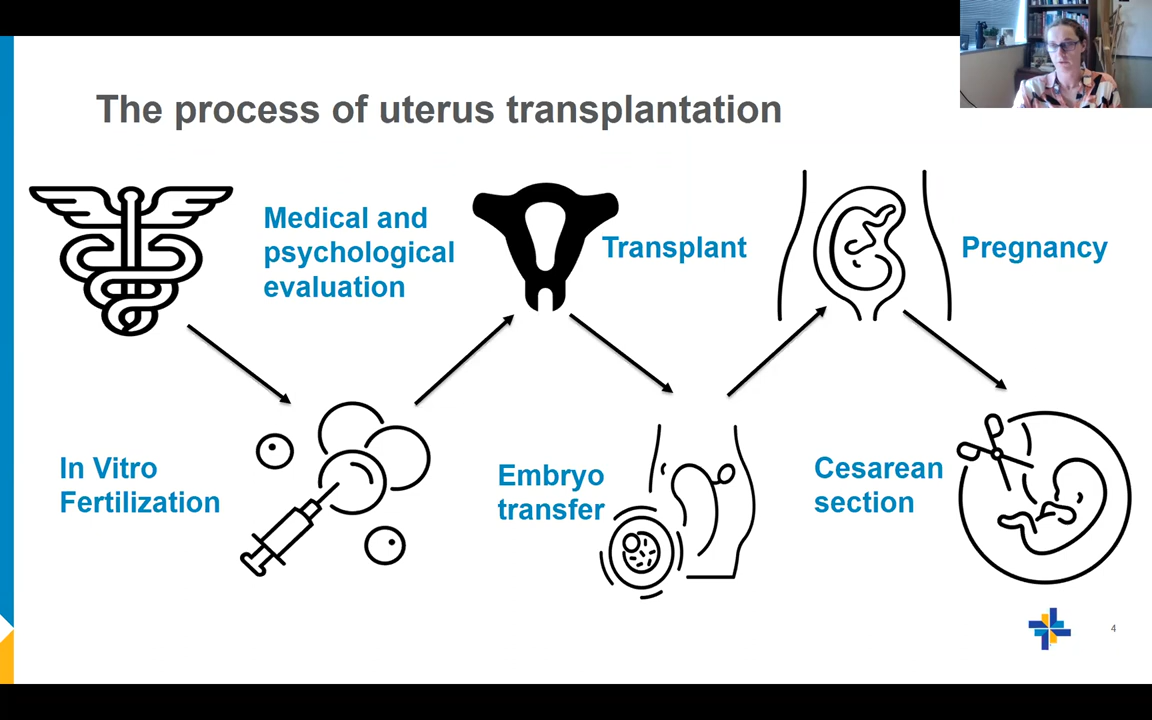 The process of uterus transplantation
Medical and
psychological
evaluation
Transplant
Pregnancy
In Vitro
Fertilization
Embryo
transfer
Cesarean
section
4